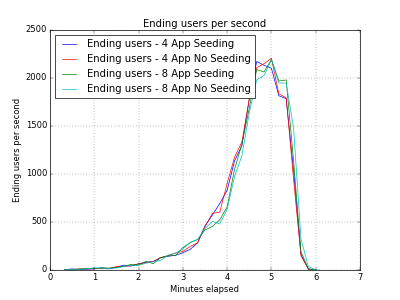 Ending users per second
Ending users - 4 App Seeding
Ending users - 4 App No Seeding
Ending users - 8 App Seeding
Ending users - 8 App No Seeding
Ending users per second
2500
2000
1500
1000
500
0
0 1 2 3 4 5 6 7
Minutes elapsed